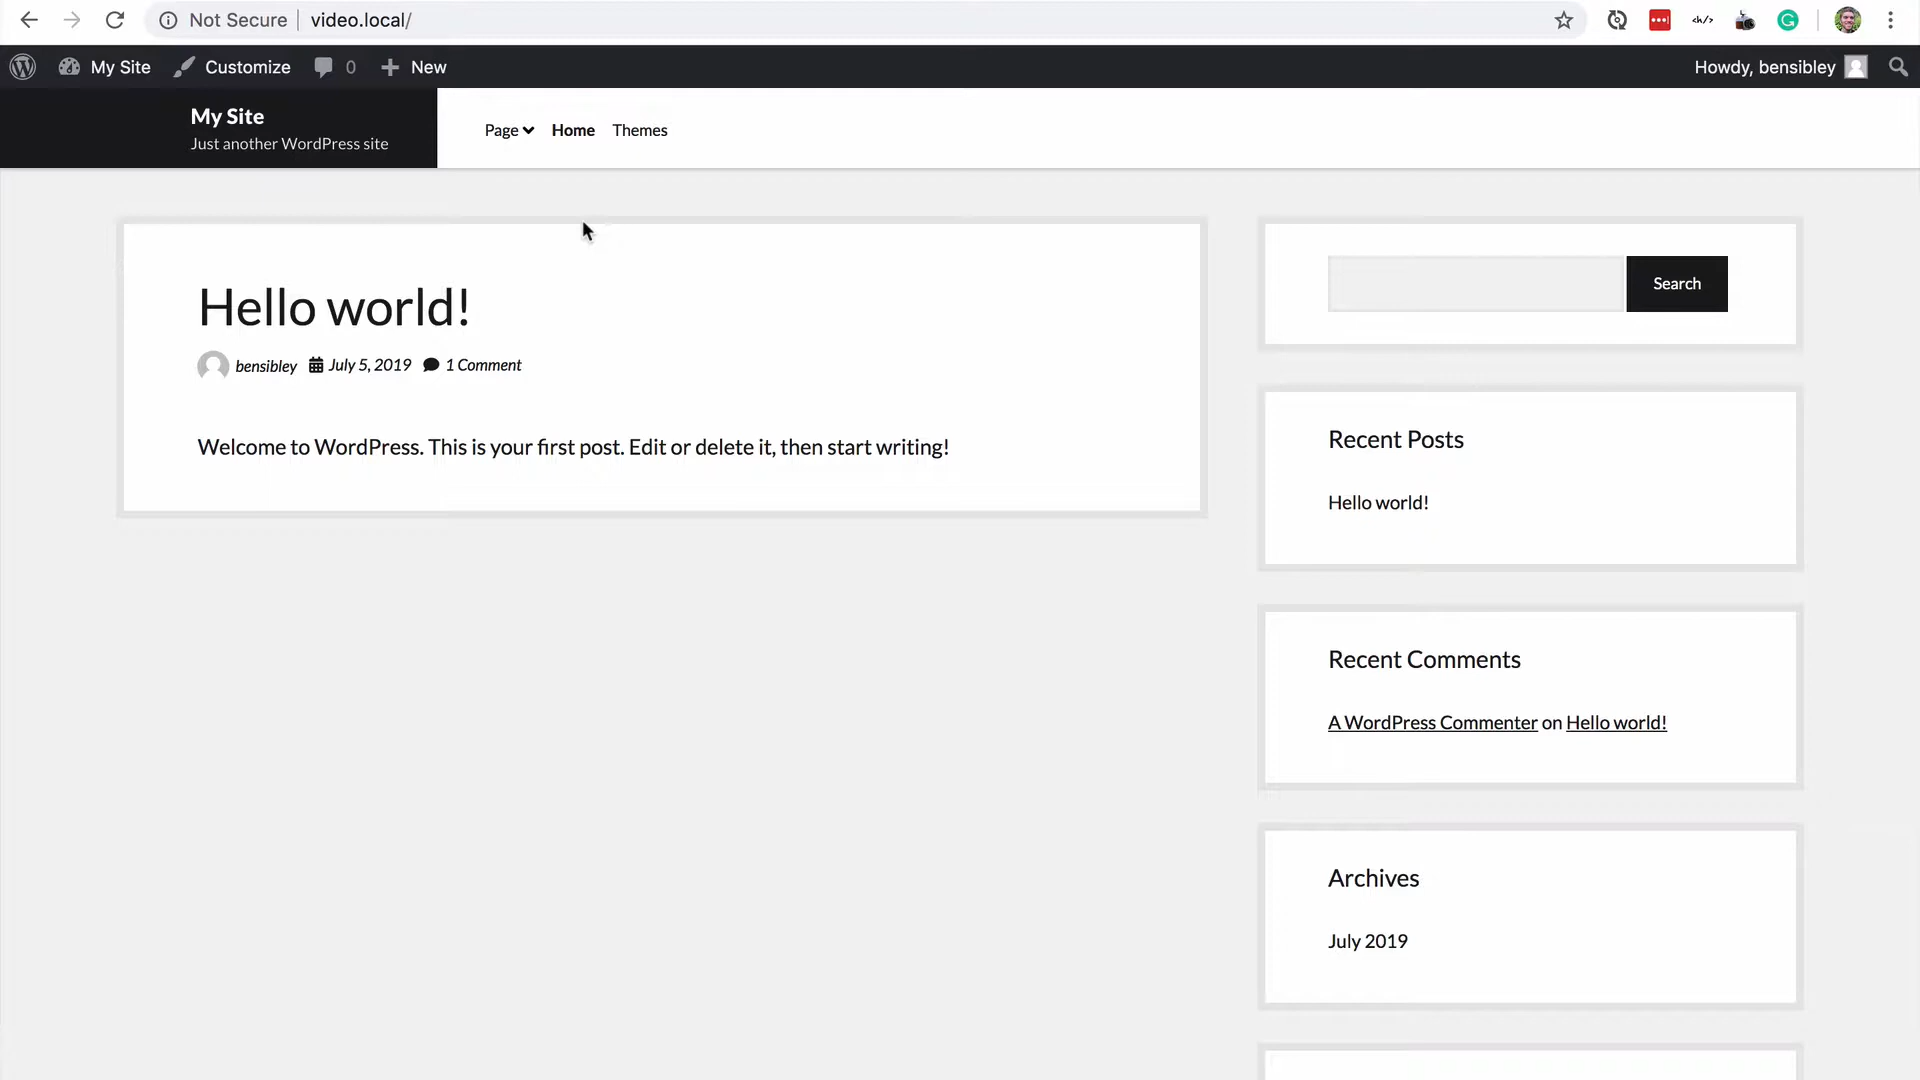 Not Secure video.local/
My Site Customize 0 New Howdy, bensibley
My Site
Just another WordPress site
Page Home Themes
Hello world!
bensibley July 5, 2019 1 Comment
Welcome to WordPress. This is your first post. Edit or delete it, then start writing!
Search
Recent Posts
Hello world!
Recent Comments
A WordPress Commenter on Hello world!
Archives
July 2019